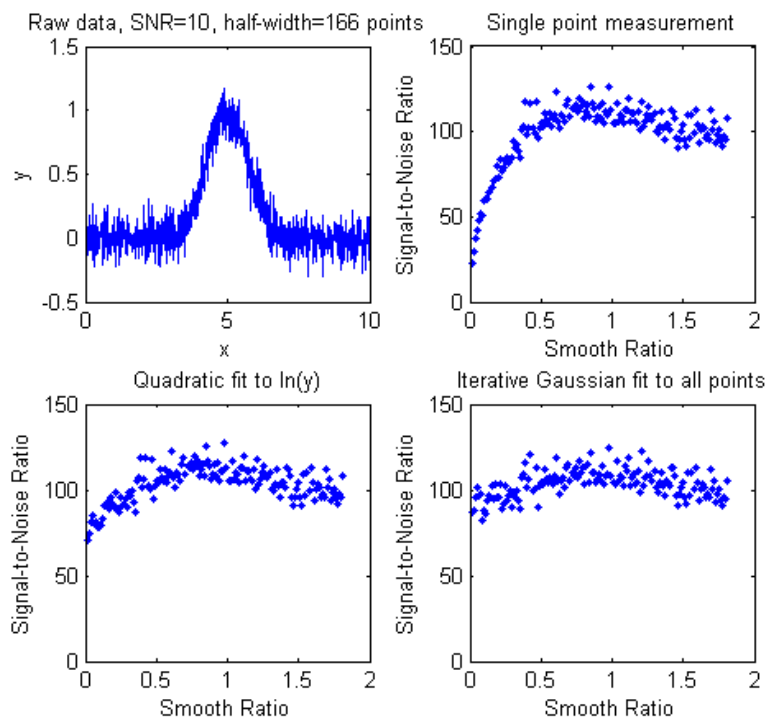 Raw data, SNR=10, half-width=166 points
1.5
1
0.5
0
-0.5
y
0
5
10
x
Single point measurement
150
100
50
0
Signal-to-Noise Ratio
0
0.5
1
1.5
2
Smooth Ratio
Quadratic fit to ln(y)
150
100
50
0
Signal-to-Noise Ratio
0
0.5
1
1.5
2
Smooth Ratio
Iterative Gaussian fit to all points
150
100
50
0
Signal-to-Noise Ratio
0
0.5
1
1.5
2
Smooth Ratio